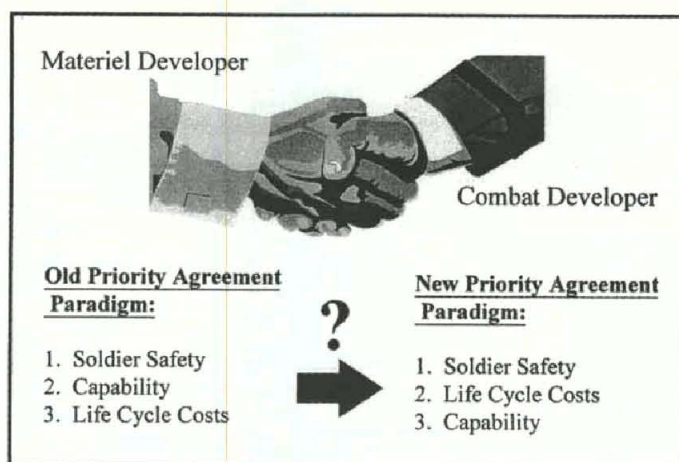 Materiel Developer
Combat Developer
Old Priority Agreement
Paradigm:
1. Soldier Safety
2. Capability
3. Life Cycle Costs
?
New Priority Agreement
Paradigm:
1. Soldier Safety
2. Life Cycle Costs
3. Capability